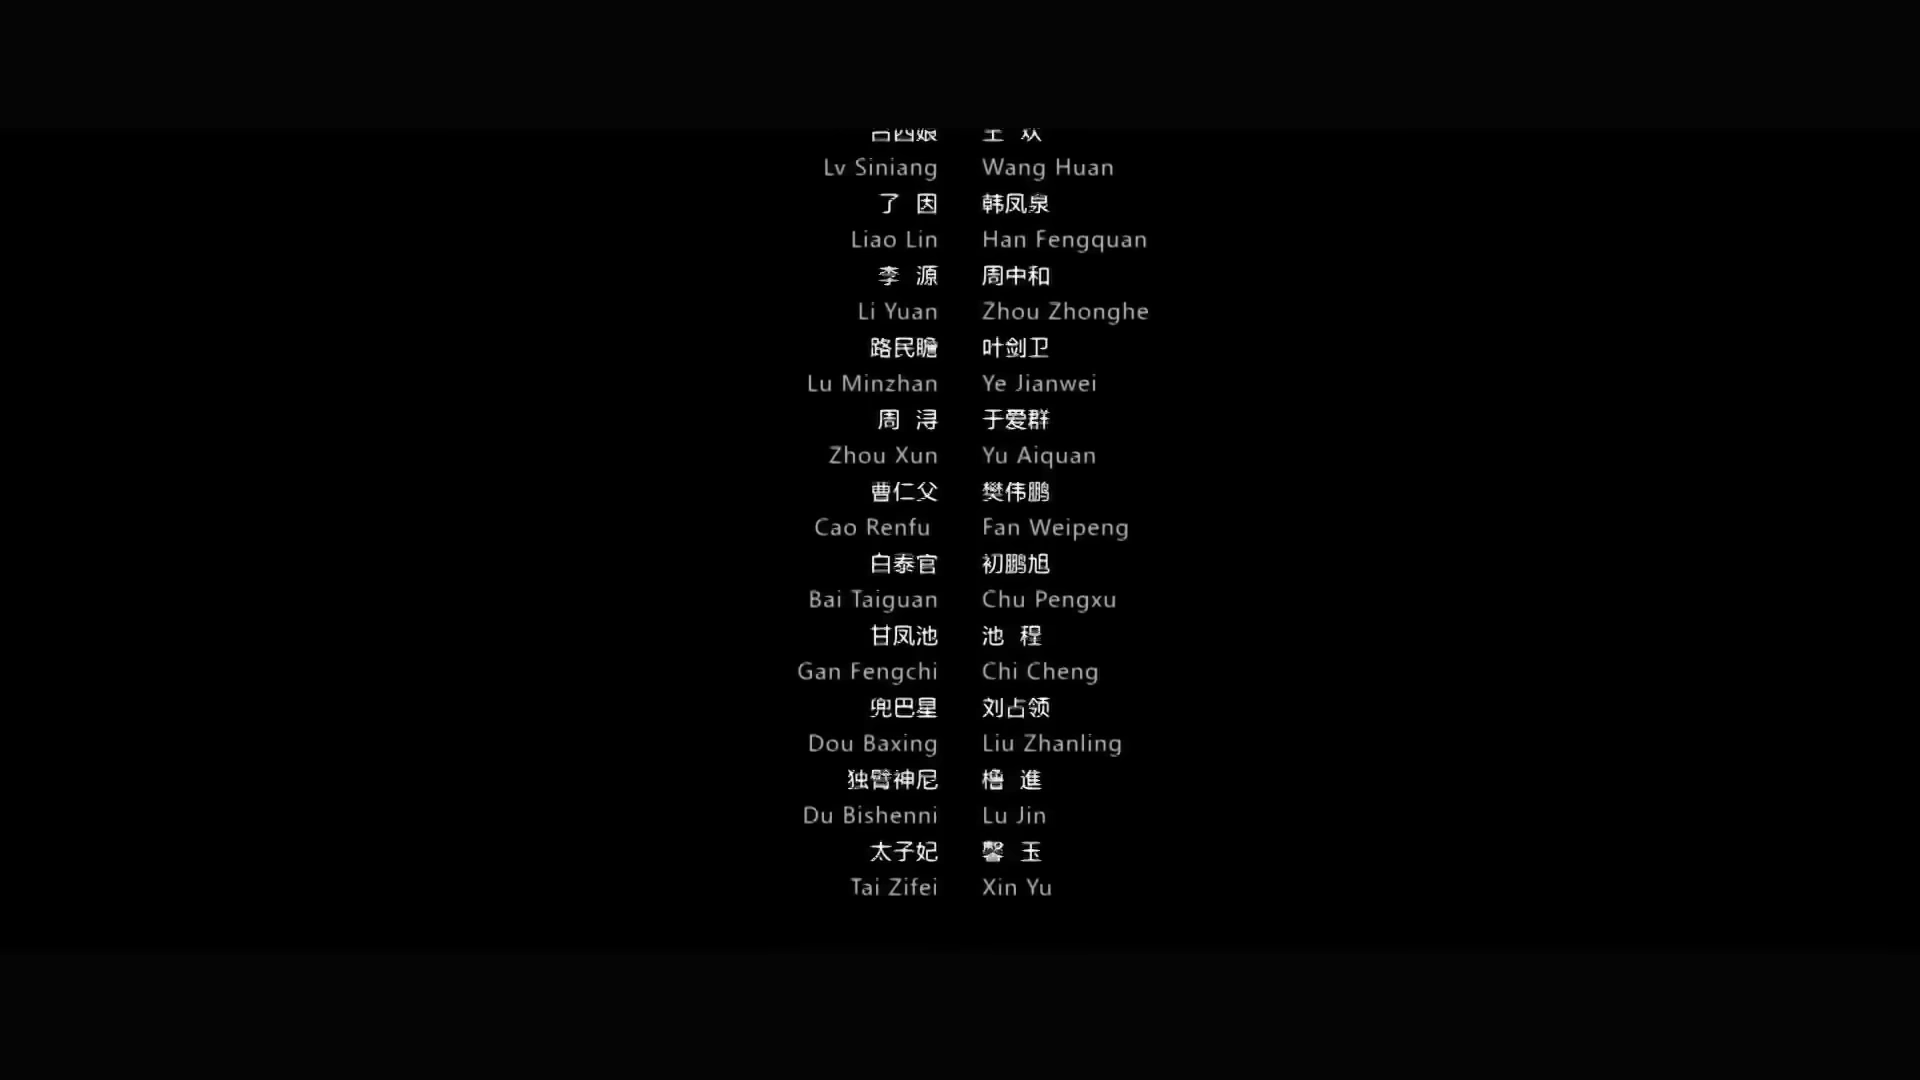 吕四娘 王 欢
Lv Siniang Wang Huan
了 因 韩凤泉
Liao Lin Han Fengquan
李 源 周中和
Li Yuan Zhou Zhonghe
路民瞻 叶剑卫
Lu Minzhan Ye Jianwei
周 浔 于爱群
Zhou Xun Yu Aiquan
曹仁父 樊伟鹏
Cao Renfu Fan Weipeng
白泰官 初鹏旭
Bai Taiguan Chu Pengxu
甘凤池 池 程
Gan Fengchi Chi Cheng
兜巴星 刘占领
Dou Baxing Liu Zhanling
独臂神尼 橹 進
Du Bishenni Lu Jin
太子妃 馨 玉
Tai Zifei Xin Yu